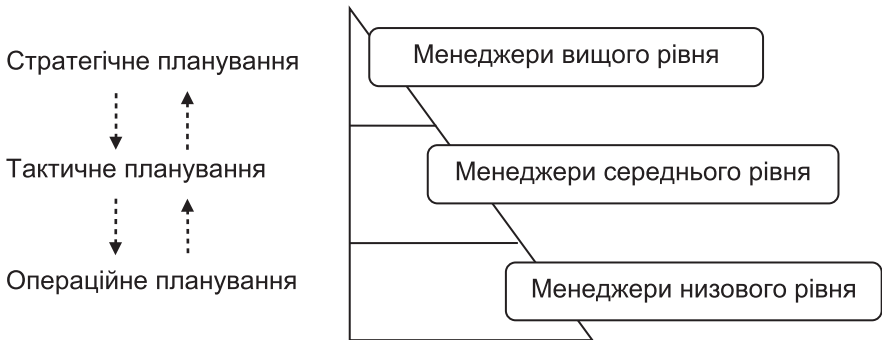 Стратегічне планування
Менеджери вищого рівня
Тактичне планування
Менеджери середнього рівня
Операційне планування
Менеджери низового рівня